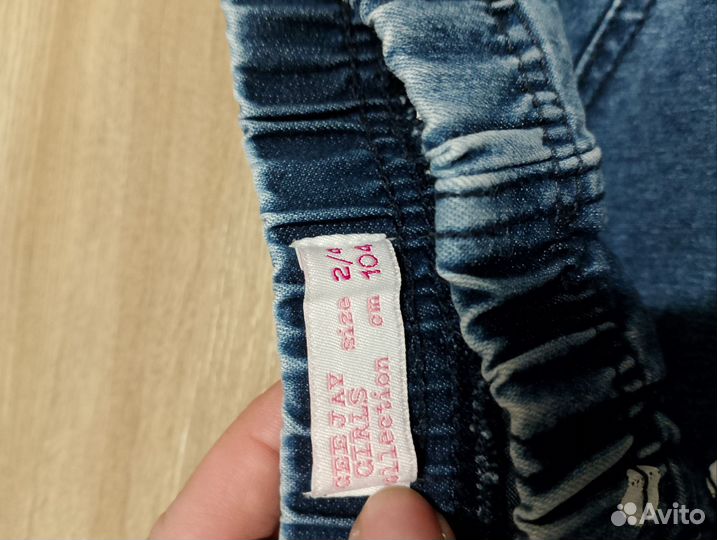 GEE JAY
GIRLS
collection
size 2/4
cm 104
Avito